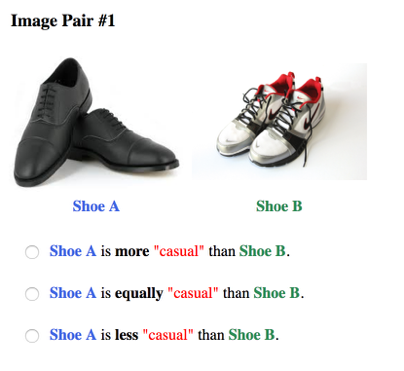 Image Pair #1
Shoe A
Shoe B
Shoe A is more "casual" than Shoe B.
Shoe A is equally "casual" than Shoe B.
Shoe A is less "casual" than Shoe B.